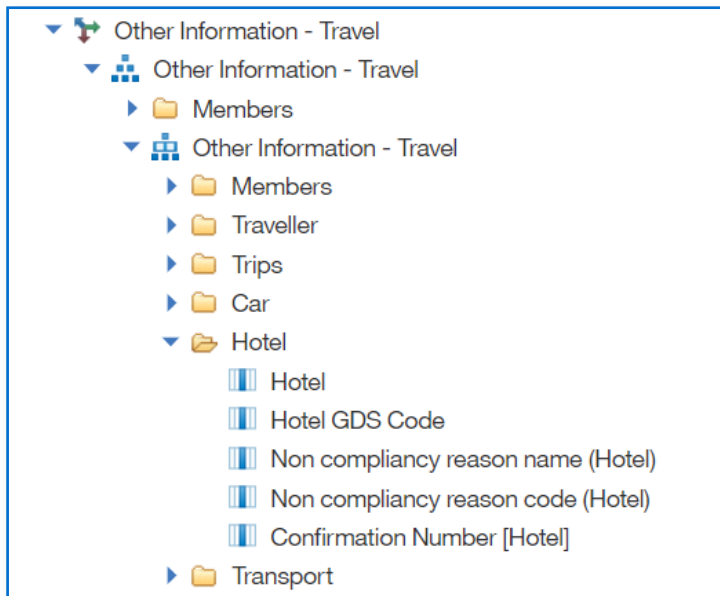 Other Information - Travel
Other Information - Travel
Members
Other Information - Travel
Members
Traveller
Trips
Car
Hotel
Hotel
Hotel GDS Code
Non compliancy reason name (Hotel)
Non compliancy reason code (Hotel)
Confirmation Number [Hotel]
Transport